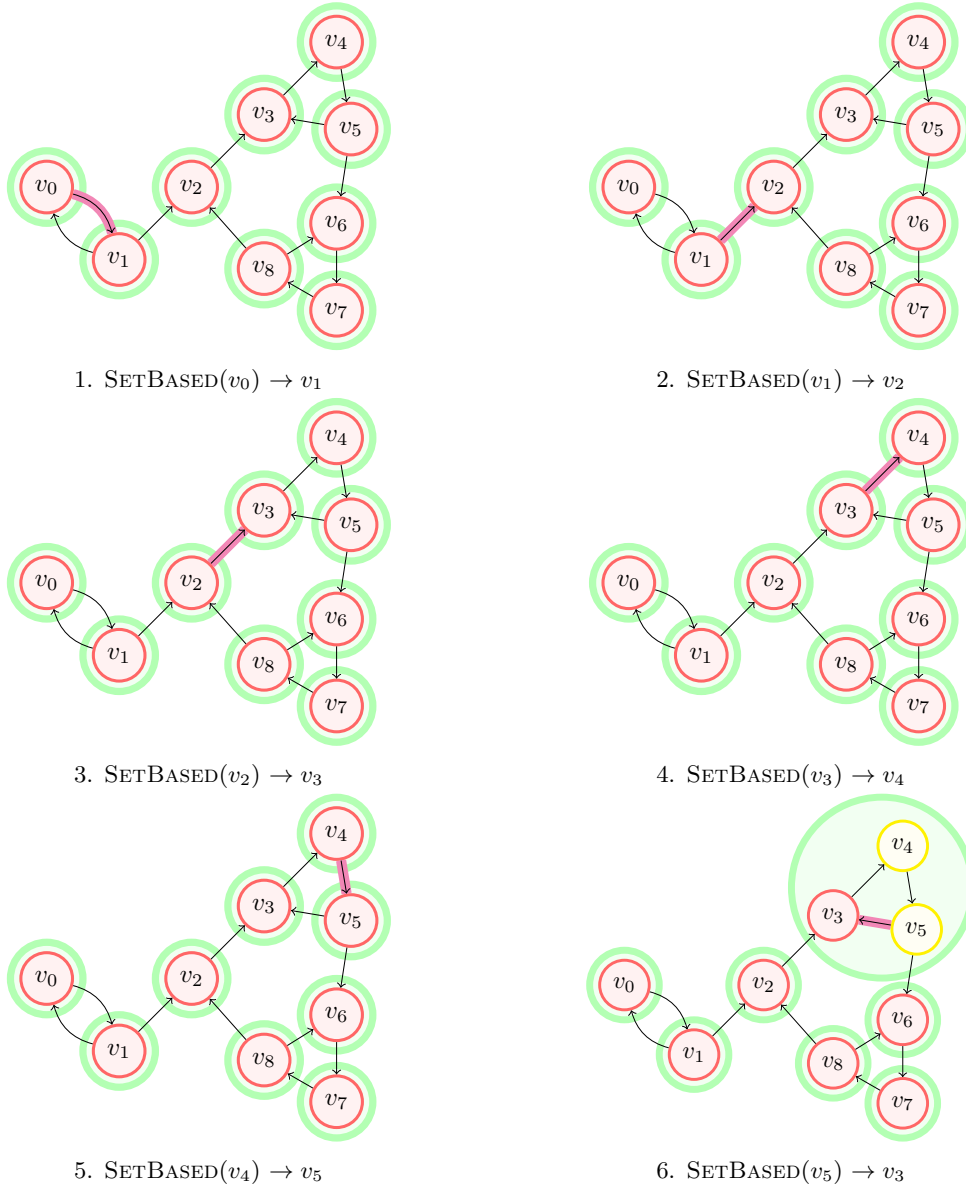 v4
v3
v5
v0
v2
v6
v1
v8
v7
1. SETBASED(v0) → v1
v4
v3
v5
v0
v2
v6
v1
v8
v7
2. SETBASED(v1) → v2
v4
v3
v5
v0
v2
v6
v1
v8
v7
3. SETBASED(v2) → v3
v4
v3
v5
v0
v2
v6
v1
v8
v7
4. SETBASED(v3) → v4
v4
v3
v5
v0
v2
v6
v1
v8
v7
5. SETBASED(v4) → v5
v4
v3
v5
v0
v2
v6
v1
v8
v7
6. SETBASED(v5) → v3